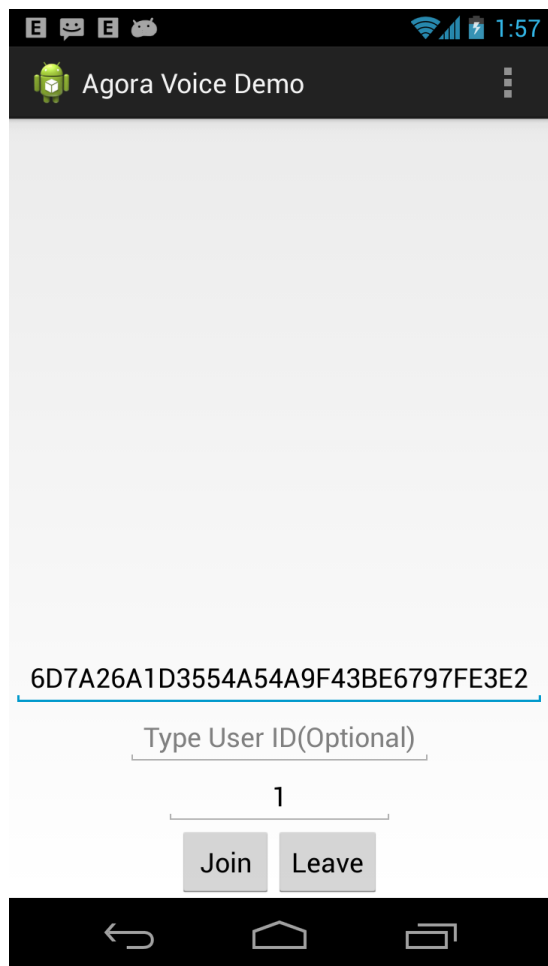 E E 1:57
Agora Voice Demo
6D7A26A1D3554A54A9F43BE6797FE3E2
Type User ID(Optional)
1
Join Leave